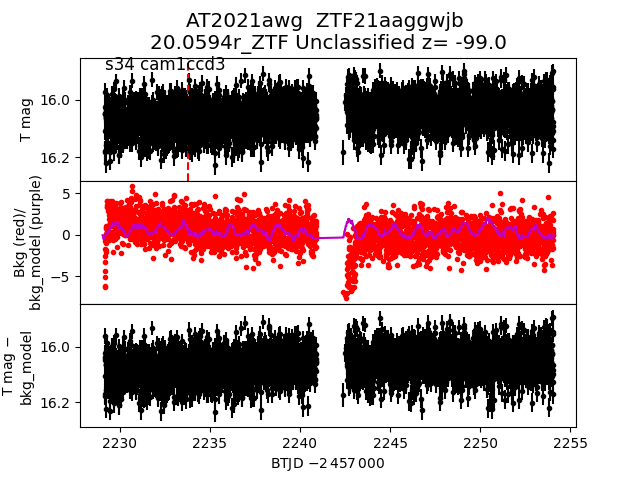 AT2021awg  ZTF21aaggwjb
20.0594r_ZTF Unclassified z= -99.0
s34 cam1ccd3
T mag
16.0
16.2
Bkg (red)/
bkg_model (purple)
5
0
−5
T mag −
bkg_model
16.0
16.2
2230
2235
2240
2245
2250
2255
BTJD −2 457 000